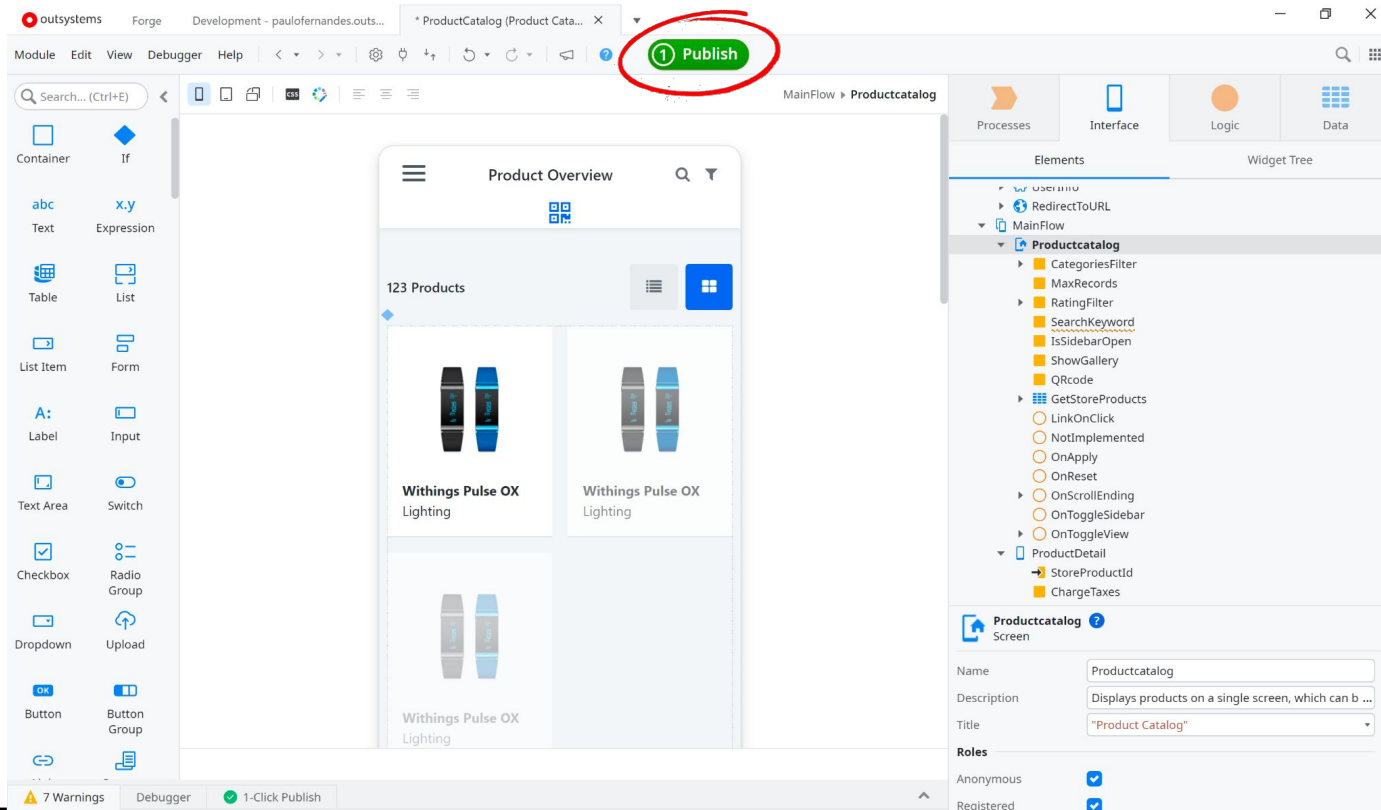 outsystems Forge Development - paulofernandes.outs... * ProductCatalog (Product Cata...
Module Edit View Debugger Help 1 Publish
Search... (Ctrl+E) css MainFlow Productcatalog
Processes Interface Logic Data
Elements Widget Tree
Container If
abc x.y
Text Expression
Table List
List Item Form
A:
Label Input
Text Area Switch
Checkbox Radio Group
Dropdown Upload
OK
Button Button Group
Product Overview
123 Products
Withings Pulse OX
Lighting
Withings Pulse OX
Lighting
Withings Pulse OX
Lighting
UserInfo
RedirectToURL
MainFlow
Productcatalog
CategoriesFilter
MaxRecords
RatingFilter
SearchKeyword
IsSidebarOpen
ShowGallery
QRcode
GetStoreProducts
LinkOnClick
NotImplemented
OnApply
OnReset
OnScrollEnding
OnToggleSidebar
OnToggleView
ProductDetail
StoreProductId
ChargeTaxes
Productcatalog ?
Screen
Name Productcatalog
Description Displays products on a single screen, which can b ...
Title "Product Catalog"
Roles
Anonymous
Registered
7 Warnings Debugger 1-Click Publish